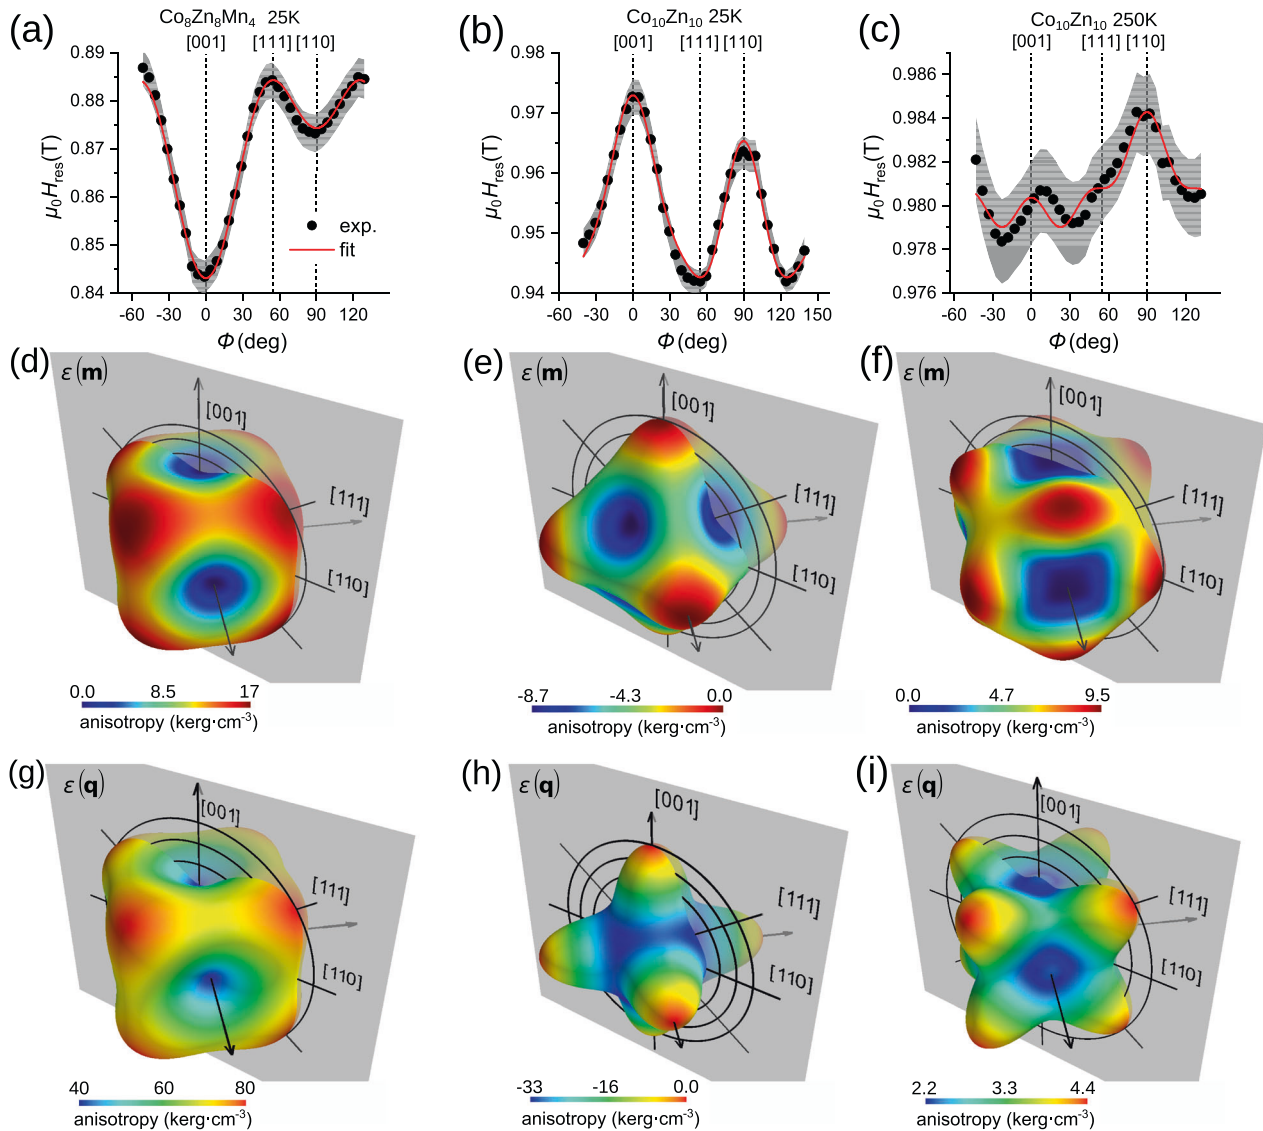 (a) Co₈Zn₈Mn₄ 25K
[001] [111] [110]
0.89
0.88
0.87
0.86
0.85
0.84
μ₀H_res(T)
exp.
fit
-60 -30 0 30 60 90 120
Φ (deg)
(b) Co₁₀Zn₁₀ 25K
[001] [111] [110]
0.98
0.97
0.96
0.95
0.94
μ₀H_res(T)
-60 -30 0 30 60 90 120 150
Φ (deg)
(c) Co₁₀Zn₁₀ 250K
[001] [111] [110]
0.986
0.984
0.982
0.980
0.978
0.976
μ₀H_res(T)
-60 -30 0 30 60 90 120
Φ (deg)
(d) ε(m)
[001]
[111]
[110]
0.0 8.5 17
anisotropy (kerg·cm⁻³)
(e) ε(m)
[001]
[111]
[110]
-8.7 -4.3 0.0
anisotropy (kerg·cm⁻³)
(f) ε(m)
[001]
[111]
[110]
0.0 4.7 9.5
anisotropy (kerg·cm⁻³)
(g) ε(q)
[001]
[111]
[110]
40 60 80
anisotropy (kerg·cm⁻³)
(h) ε(q)
[001]
[111]
[110]
-33 -16 0.0
anisotropy (kerg·cm⁻³)
(i) ε(q)
[001]
[111]
[110]
2.2 3.3 4.4
anisotropy (kerg·cm⁻³)